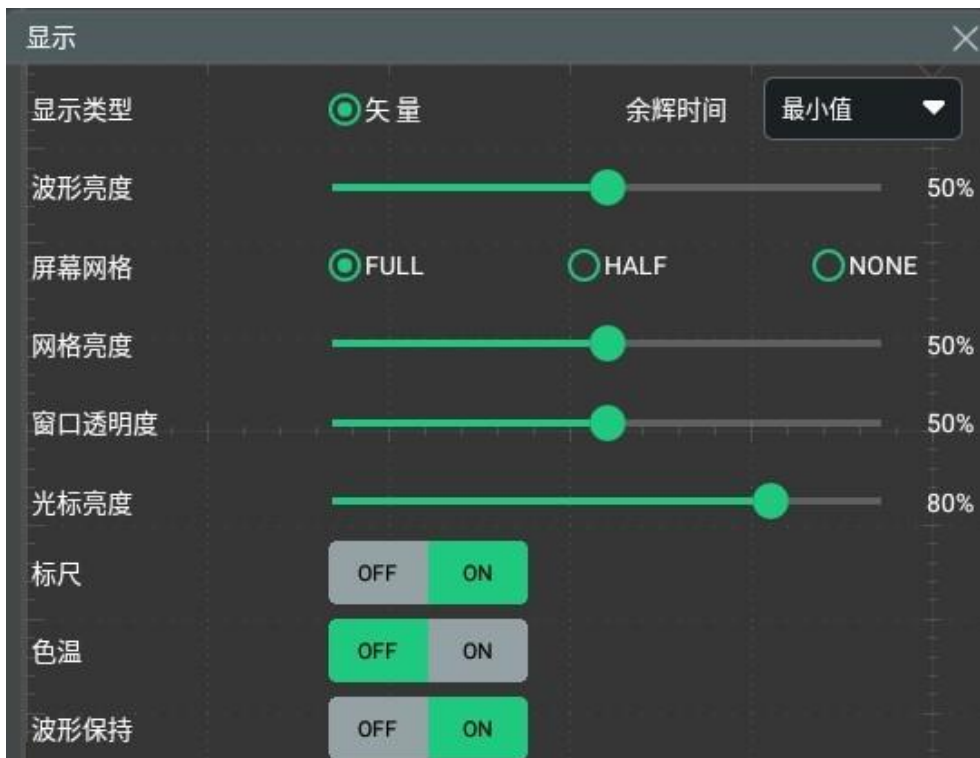 显示
显示类型 矢量 余辉时间 最小值
波形亮度 50%
屏幕网格 FULL HALF NONE
网格亮度 50%
窗口透明度 50%
光标亮度 80%
标尺 OFF ON
色温 OFF ON
波形保持 OFF ON